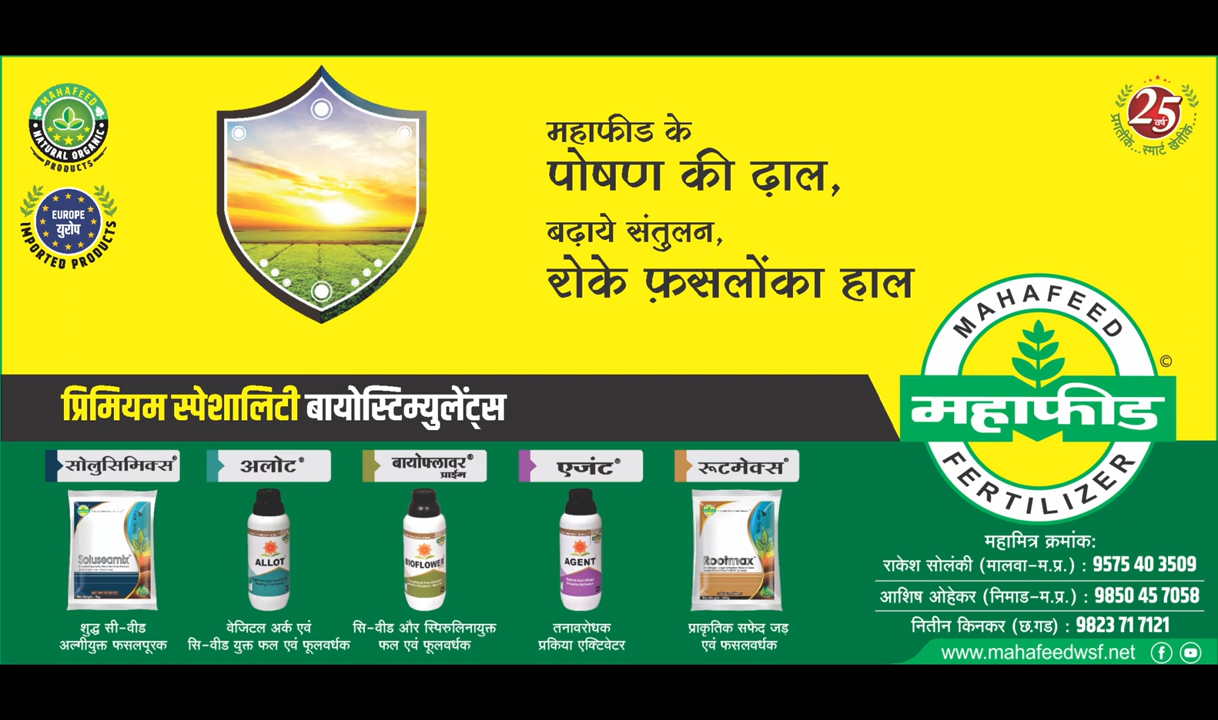 MAHAFEED
NATURAL ORGANIC
PRODUCTS
EUROPE
युरोप
IMPORTED PRODUCTS
महाफीड के
पोषण की ढ़ाल,
बढ़ाये संतुलन,
रोके फ़सलोंका हाल
25
वर्ष
प्रगतीके... स्मार्ट खेतीके...
MAHAFEED
©
महाफीड
FERTILIZER
प्रिमियम स्पेशालिटी बायोस्टिम्युलेंट्स
सोलुसिमिक्स®
Soluseamix
शुद्ध सी-वीड
अल्गीयुक्त फसलपूरक
अलोट®
ALLOT
वेजिटल अर्क एवं
सि-वीड युक्त फल एवं फूलवर्धक
बायोफ्लावर®
प्राईम
BIOFLOWER
सि-वीड और स्पिरुलिनायुक्त
फल एवं फूलवर्धक
एजंट®
AGENT
तनावरोधक
प्रकिया एक्टिवेटर
रूटमेक्स®
Rootmax
प्राकृतिक सफेद जड़
एवं फसलवर्धक
महामित्र क्रमांक:
राकेश सोलंकी (मालवा-म.प्र.) : 9575 40 3509
आशिष ओहेकर (निमाड-म.प्र.) : 9850 45 7058
नितीन किनकर (छ.गड) : 9823 71 7121
www.mahafeedwsf.net